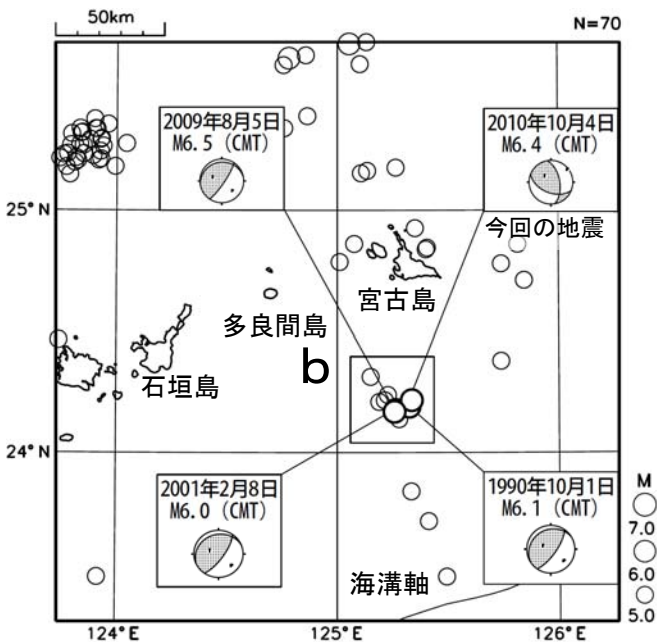 50km
N=70
2009年8月5日
M6.5 (CMT)
2010年10月4日
M6.4 (CMT)
25°N
今回の地震
宮古島
多良間島
石垣島
b
24°N
2001年2月8日
M6.0 (CMT)
1990年10月1日
M6.1 (CMT)
M
7.0
6.0
5.0
海溝軸
124°E
125°E
126°E